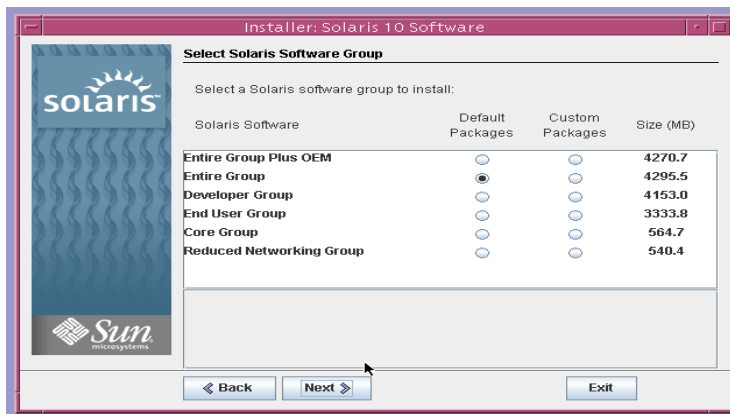 Installer: Solaris 10 Software
solaris
Select Solaris Software Group
Select a Solaris software group to install:
Solaris Software Default Packages Custom Packages Size (MB)
Entire Group Plus OEM 4270.7
Entire Group 4295.5
Developer Group 4153.0
End User Group 3333.8
Core Group 564.7
Reduced Networking Group 540.4
Sun
microsystems
Back Next Exit